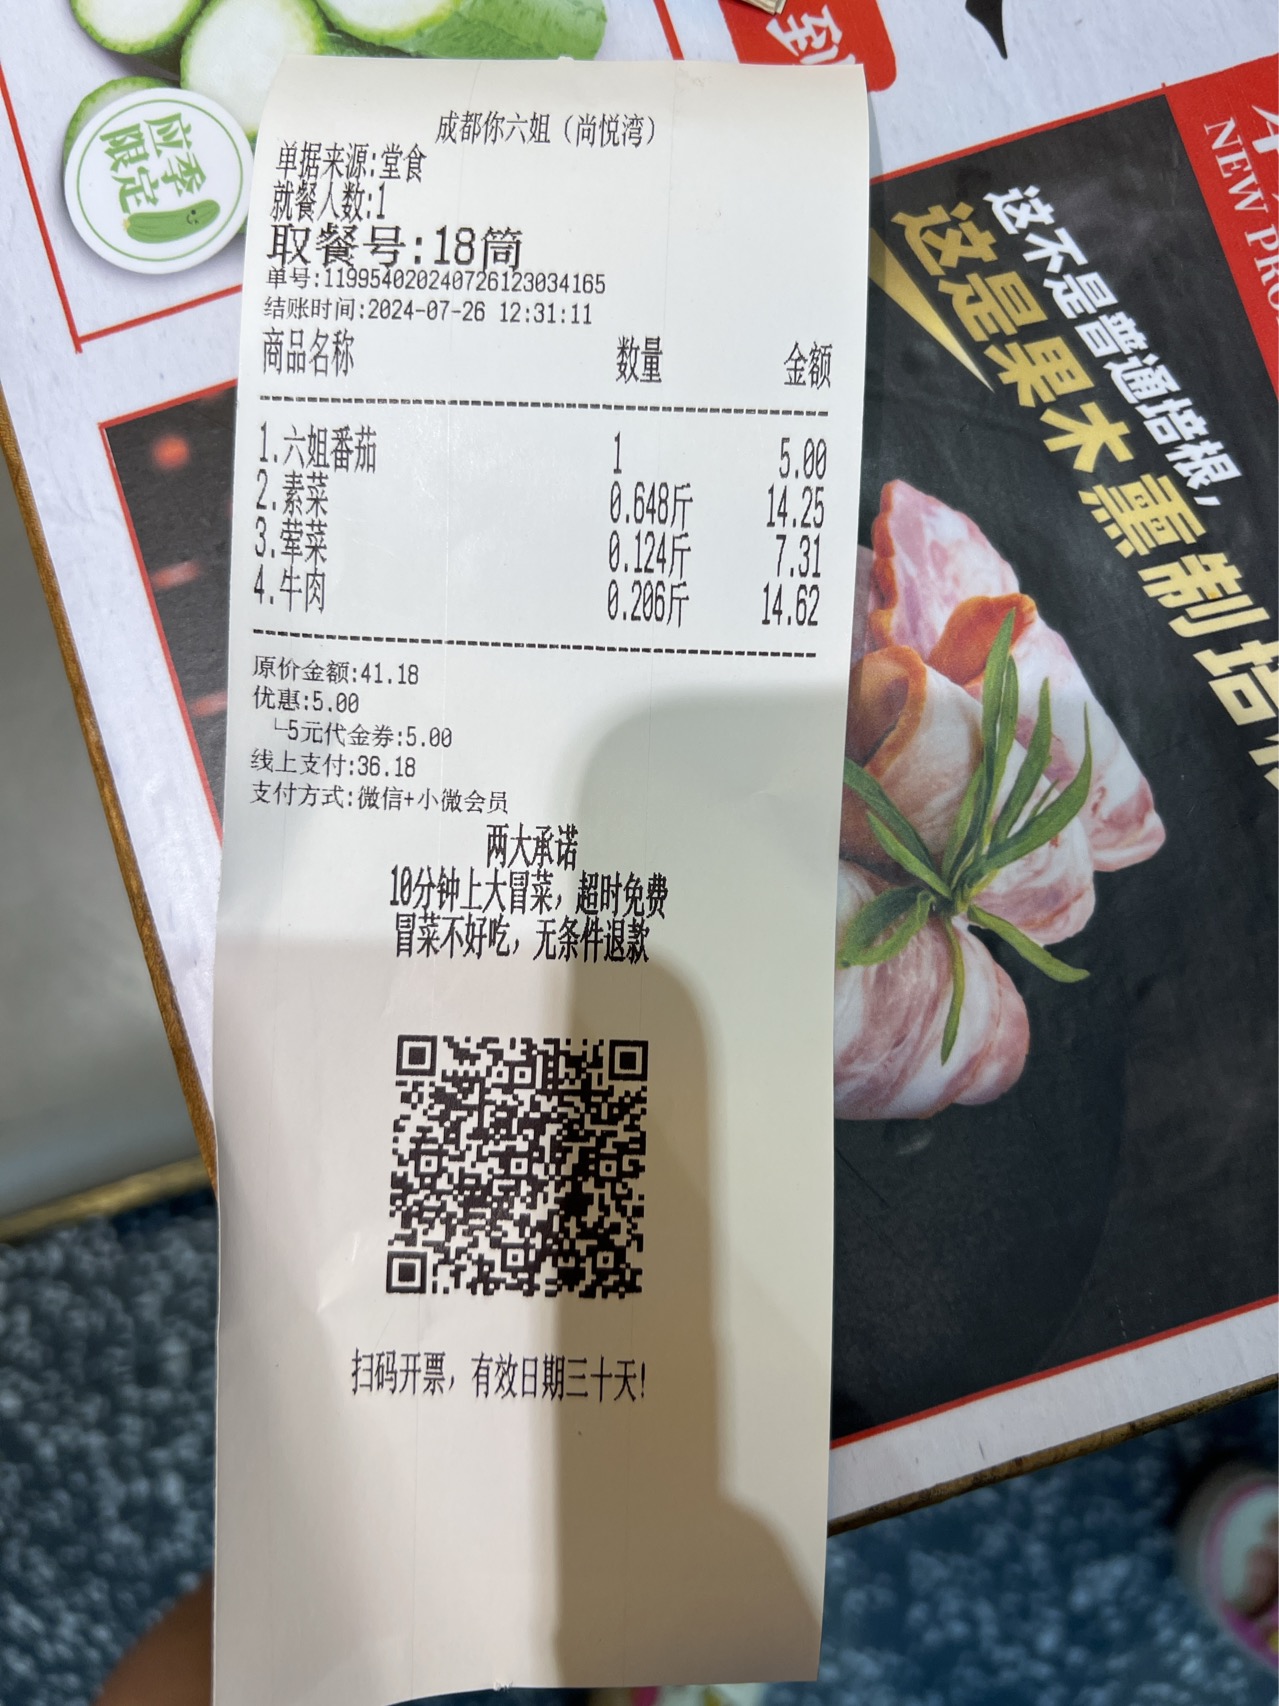 成都你六姐（尚悦湾）
单据来源:堂食
就餐人数:1
取餐号:18筒
单号:11995402024072612303​4165
结账时间:2024-07-26 12:31:11
商品名称 数量 金额
1.六姐番茄 1 5.00
2.素菜 0.648斤 14.25
3.荤菜 0.124斤 7.31
4.牛肉 0.206斤 14.62
原价金额:41.18
优惠:5.00
└5元代金券:5.00
线上支付:36.18
支付方式:微信+小微会员
两大承诺
10分钟上大冒菜，超时免费
冒菜不好吃，无条件退款
扫码开票，有效日期三十天!
应季
限定
这不是普通培根，
这是果木熏制培
NEW PRO